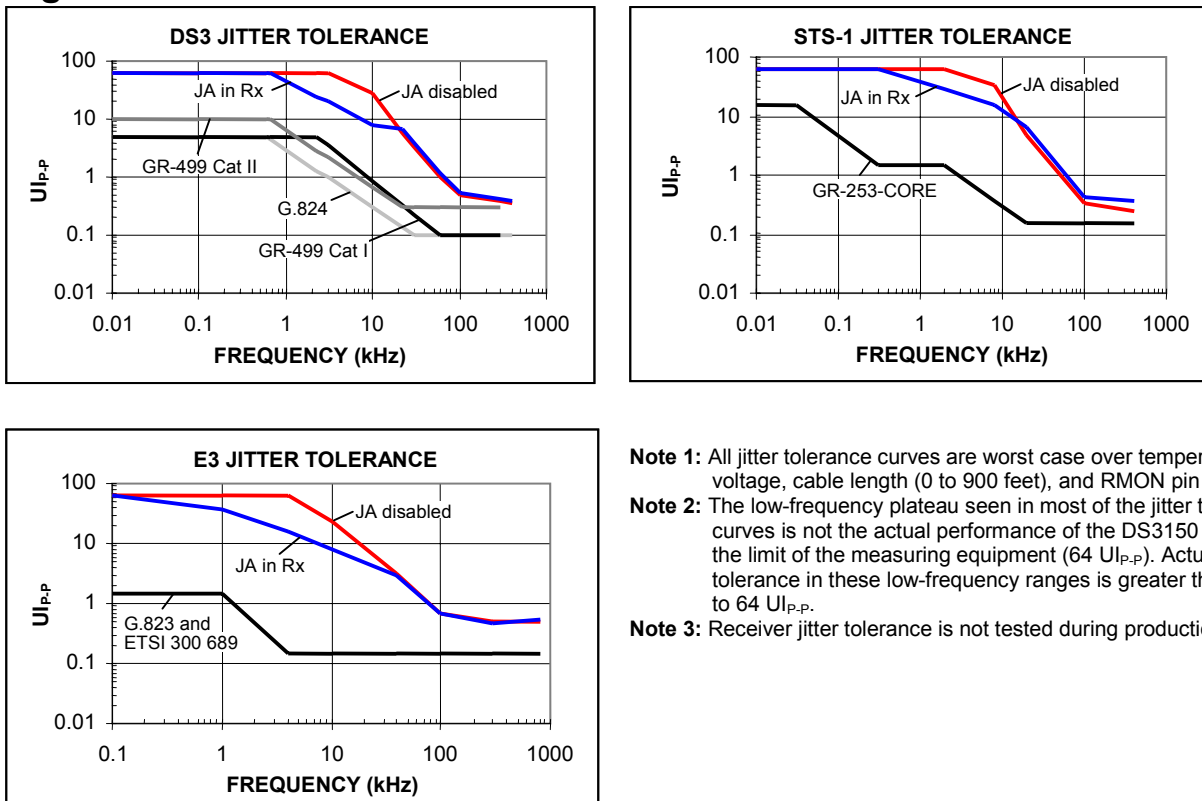 DS3 JITTER TOLERANCE
100
10
1
0.1
0.01
UIP-P
JA in Rx
JA disabled
GR-499 Cat II
G.824
GR-499 Cat I
0.01 0.1 1 10 100 1000
FREQUENCY (kHz)
STS-1 JITTER TOLERANCE
100
10
1
0.1
0.01
UIP-P
JA in Rx
JA disabled
GR-253-CORE
0.01 0.1 1 10 100 1000
FREQUENCY (kHz)
E3 JITTER TOLERANCE
100
10
1
0.1
0.01
UIP-P
JA disabled
JA in Rx
G.823 and
ETSI 300 689
0.1 1 10 100 1000
FREQUENCY (kHz)
Note 1: All jitter tolerance curves are worst case over temper
voltage, cable length (0 to 900 feet), and RMON pin
Note 2: The low-frequency plateau seen in most of the jitter t
curves is not the actual performance of the DS3150
the limit of the measuring equipment (64 UIP-P). Actu
tolerance in these low-frequency ranges is greater th
to 64 UIP-P.
Note 3: Receiver jitter tolerance is not tested during productio